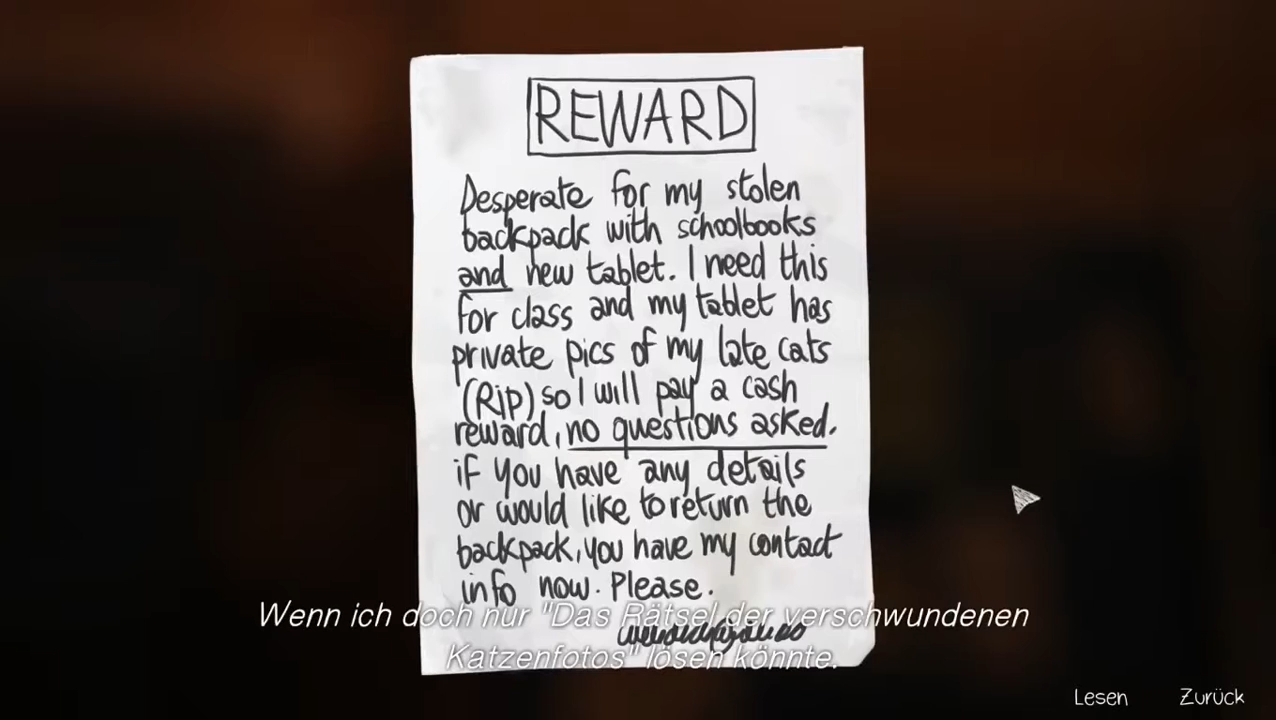 REWARD
Desperate for my stolen
backpack with schoolbooks
and new tablet. I need this
for class and my tablet has
private pics of my late cats
(Rip) so I will pay a cash
reward, no questions asked.
if you have any details
or would like to return the
backpack, you have my contact
info now. Please.
Wenn ich doch nur "Das Rätsel der verschwundenen
Katzenfotos" lösen könnte.
Lesen
Zurück